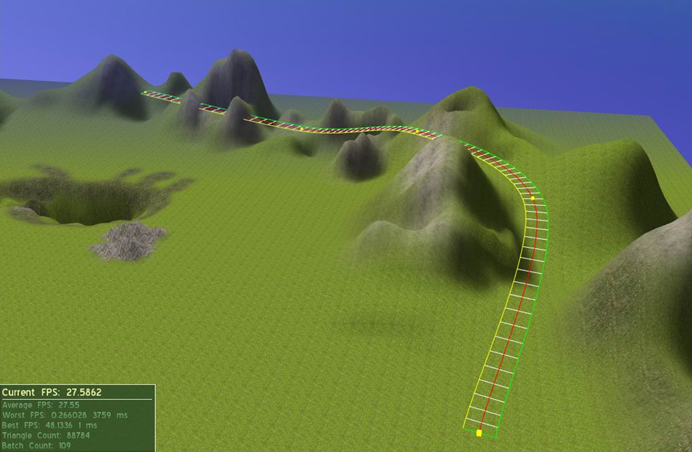 Current FPS: 27.5862
Average FPS: 27.55
Worst FPS: 0.266028 3759 ms
Best FPS: 48.1336 1 ms
Triangle Count: 88784
Batch Count: 109